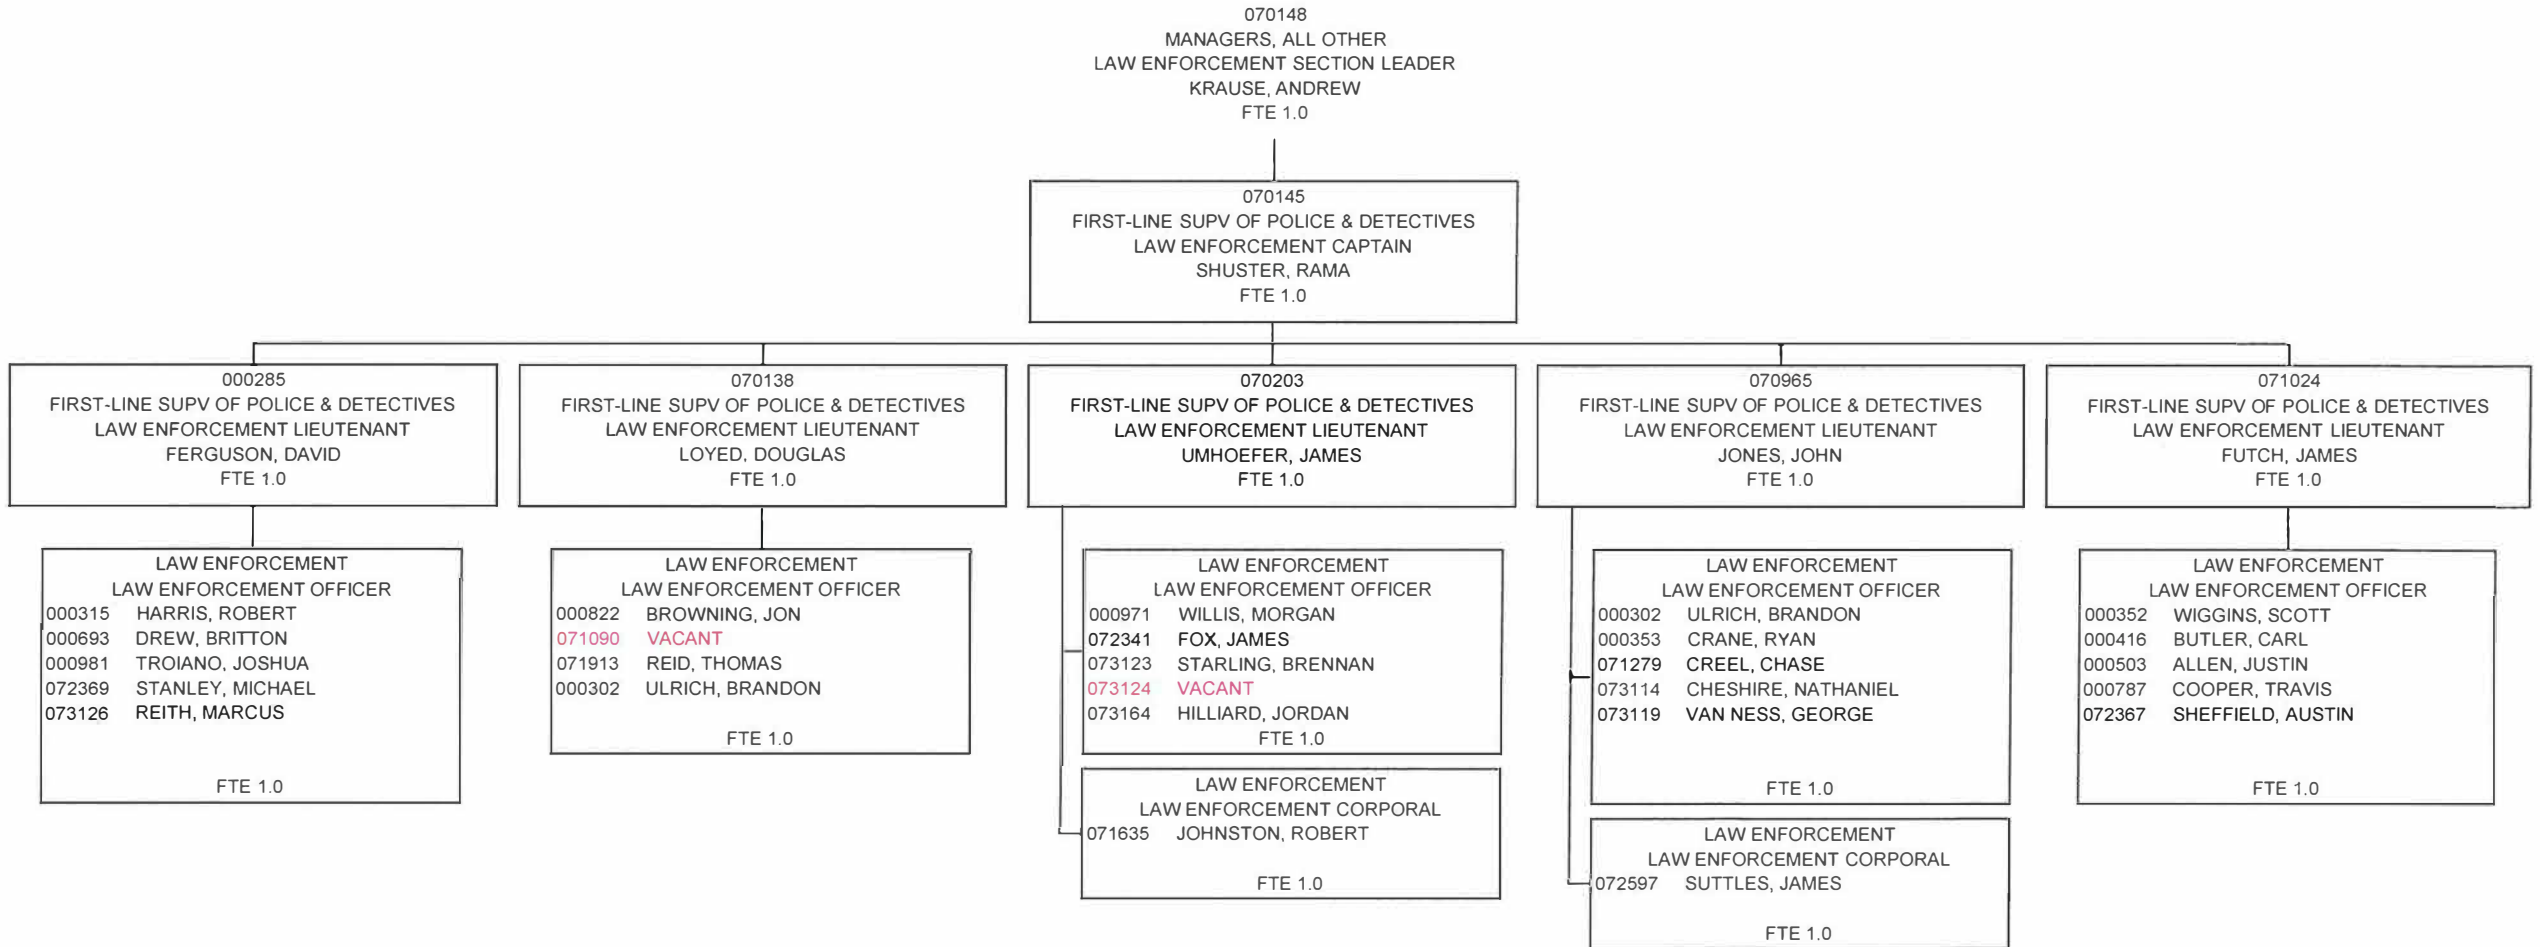 070148
MANAGERS, ALL OTHER
LAW ENFORCEMENT SECTION LEADER
KRAUSE, ANDREW
FTE 1.0
070145
FIRST-LINE SUPV OF POLICE & DETECTIVES
LAW ENFORCEMENT CAPTAIN
SHUSTER, RAMA
FTE 1.0
000285
FIRST-LINE SUPV OF POLICE & DETECTIVES
LAW ENFORCEMENT LIEUTENANT
FERGUSON, DAVID
FTE 1.0
070138
FIRST-LINE SUPV OF POLICE & DETECTIVES
LAW ENFORCEMENT LIEUTENANT
LOYED, DOUGLAS
FTE 1.0
070203
FIRST-LINE SUPV OF POLICE & DETECTIVES
LAW ENFORCEMENT LIEUTENANT
UMHOEFER, JAMES
FTE 1.0
070965
FIRST-LINE SUPV OF POLICE & DETECTIVES
LAW ENFORCEMENT LIEUTENANT
JONES, JOHN
FTE 1.0
071024
FIRST-LINE SUPV OF POLICE & DETECTIVES
LAW ENFORCEMENT LIEUTENANT
FUTCH, JAMES
FTE 1.0
LAW ENFORCEMENT
LAW ENFORCEMENT OFFICER
000315 HARRIS, ROBERT
000693 DREW, BRITTON
000981 TROIANO, JOSHUA
072369 STANLEY, MICHAEL
073126 REITH, MARCUS
FTE 1.0
LAW ENFORCEMENT
LAW ENFORCEMENT OFFICER
000822 BROWNING, JON
071090 VACANT
071913 REID, THOMAS
000302 ULRICH, BRANDON
FTE 1.0
LAW ENFORCEMENT
LAW ENFORCEMENT OFFICER
000971 WILLIS, MORGAN
072341 FOX, JAMES
073123 STARLING, BRENNAN
073124 VACANT
073164 HILLIARD, JORDAN
FTE 1.0
LAW ENFORCEMENT
LAW ENFORCEMENT CORPORAL
071635 JOHNSTON, ROBERT
FTE 1.0
LAW ENFORCEMENT
LAW ENFORCEMENT OFFICER
000302 ULRICH, BRANDON
000353 CRANE, RYAN
071279 CREEL, CHASE
073114 CHESHIRE, NATHANIEL
073119 VAN NESS, GEORGE
FTE 1.0
LAW ENFORCEMENT
LAW ENFORCEMENT CORPORAL
072597 SUTTLES, JAMES
FTE 1.0
LAW ENFORCEMENT
LAW ENFORCEMENT OFFICER
000352 WIGGINS, SCOTT
000416 BUTLER, CARL
000503 ALLEN, JUSTIN
000787 COOPER, TRAVIS
072367 SHEFFIELD, AUSTIN
FTE 1.0